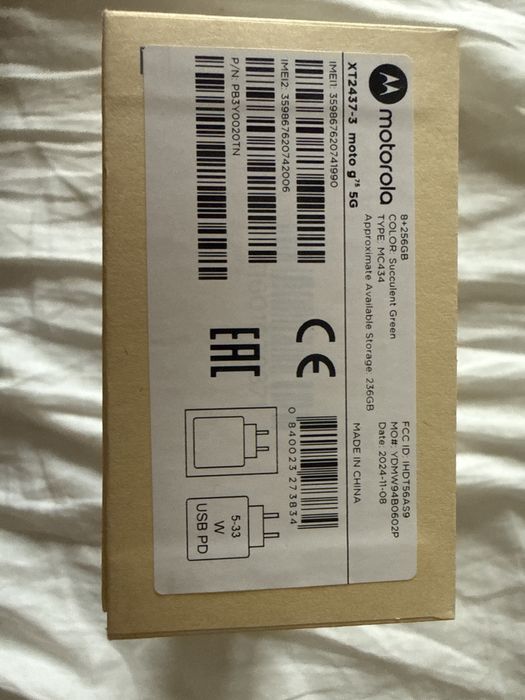 motorola
8+256GB
COLOR: Succulent Green
TYPE: MC434
Approximate Available Storage: 236GB
FCC ID: IHDT56AS9
MO#: YDMW94B0602P
Date: 2024-11-08
XT2437-3 moto g⁷⁵ 5G
MADE IN CHINA
IMEI1: 359867620741990
IMEI2: 359867620742006
P/N: PB3Y0020TN
CE
EAC
0 840023 273834
5-33
W
USB PD